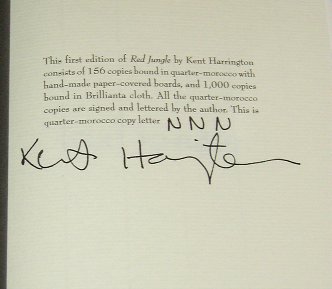 This first edition of Red Jungle by Kent Harrington
consists of 156 copies bound in quarter-morocco with
hand-made paper-covered boards, and 1,000 copies
bound in Brillianta cloth. All the quarter-morocco
copies are signed and lettered by the author. This is
quarter-morocco copy letter N N N
Kent Harrington